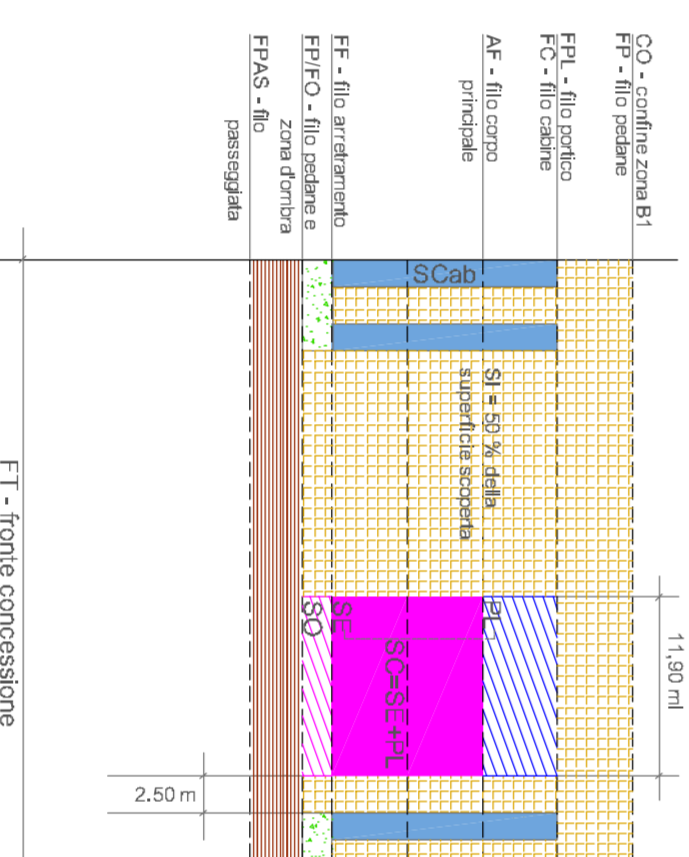 CO - confine zona B1
FP - filo pedane
FPL - filo portico
FC - filo cabine
AF - filo corpo
principale
FF - filo arretramento
FP/FO - filo pedane e
zona d'ombra
FPAS - filo
passeggiata
SCab
SI = 50 % della
superficie scoperta
PL
SE
SO
SC=SE+PL
11,90 ml
2.50 m
FT - fronte concessione